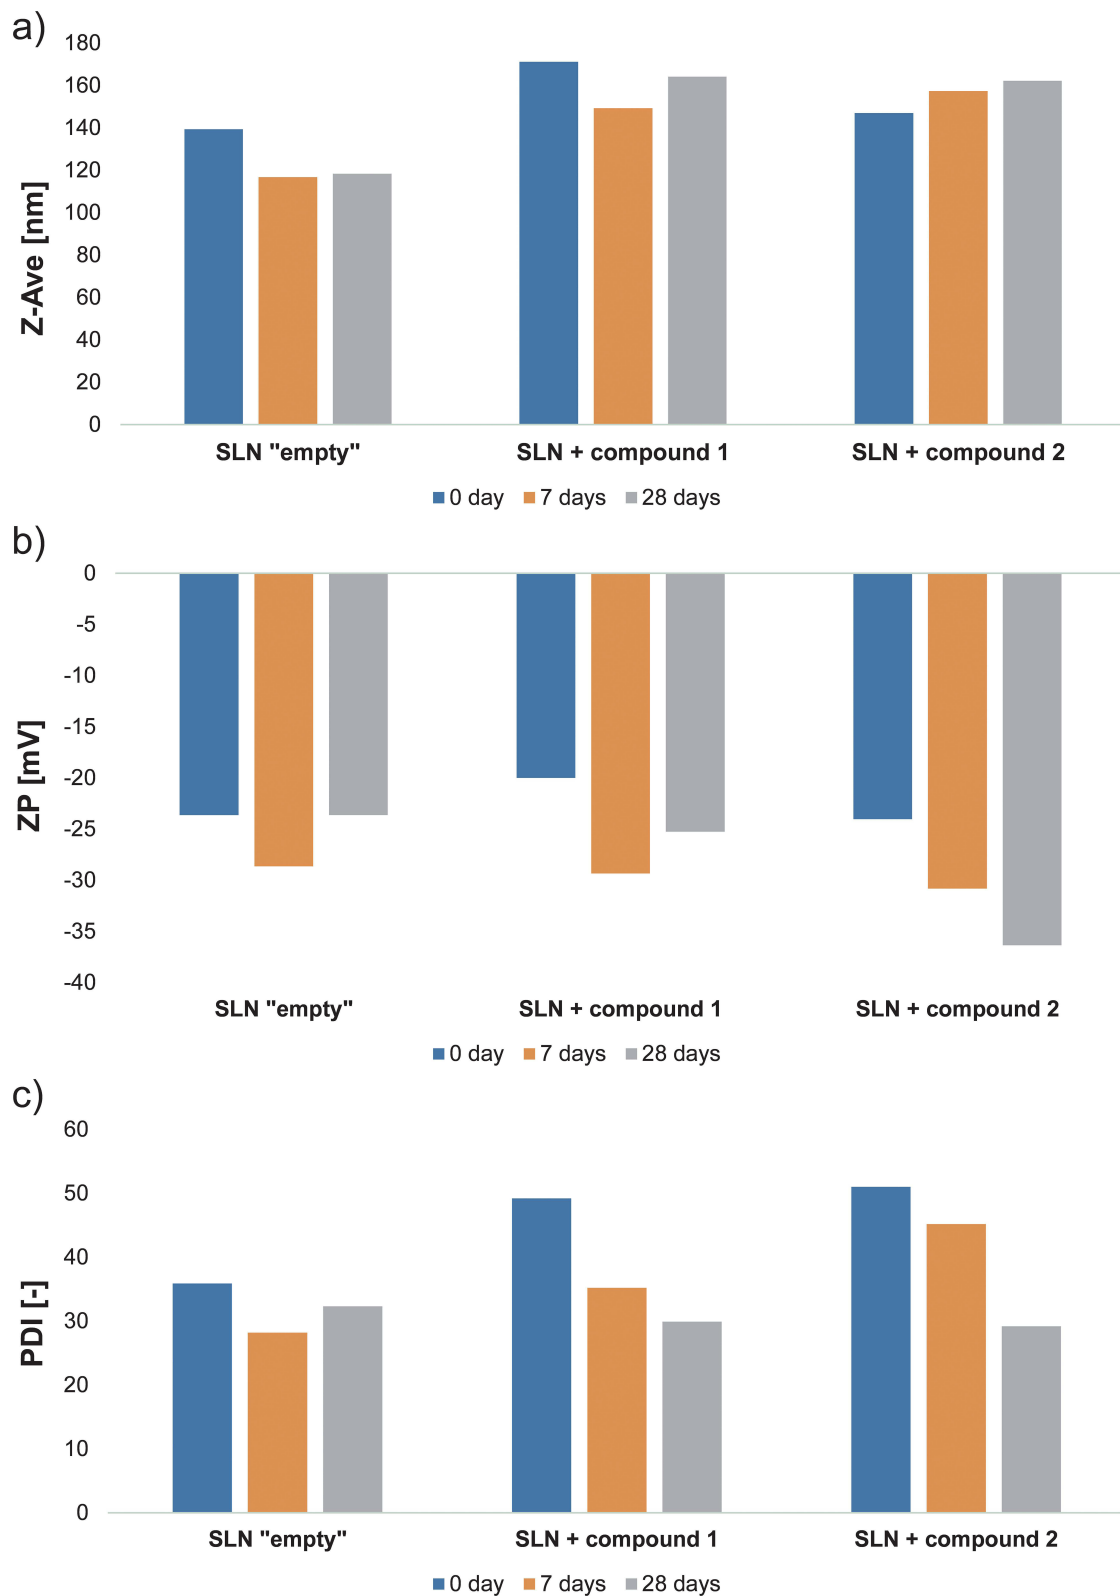 a)
Z-Ave [nm]
180
160
140
120
100
80
60
40
20
0
SLN "empty" SLN + compound 1 SLN + compound 2
0 day 7 days 28 days
b)
ZP [mV]
0
-5
-10
-15
-20
-25
-30
-35
-40
SLN "empty" SLN + compound 1 SLN + compound 2
0 day 7 days 28 days
c)
PDI [-]
60
50
40
30
20
10
0
SLN "empty" SLN + compound 1 SLN + compound 2
0 day 7 days 28 days